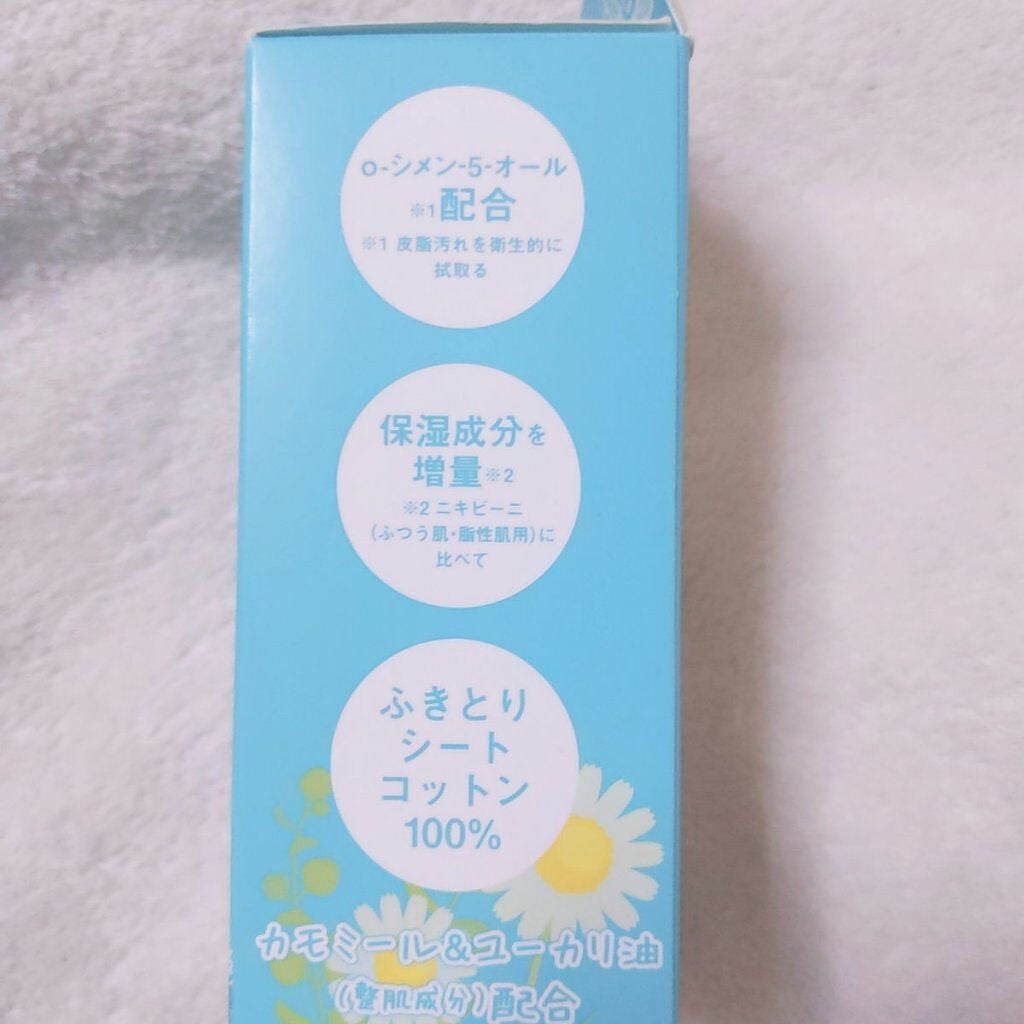 o-シメン-5-オール
※1配合
※1 皮脂汚れを衛生的に
拭取る
保湿成分を
増量※2
※2 ニキビーニ
(ふつう肌・脂性肌用)に
比べて
ふきとり
シート
コットン
100%
カモミール&ユーカリ油
(整肌成分)配合